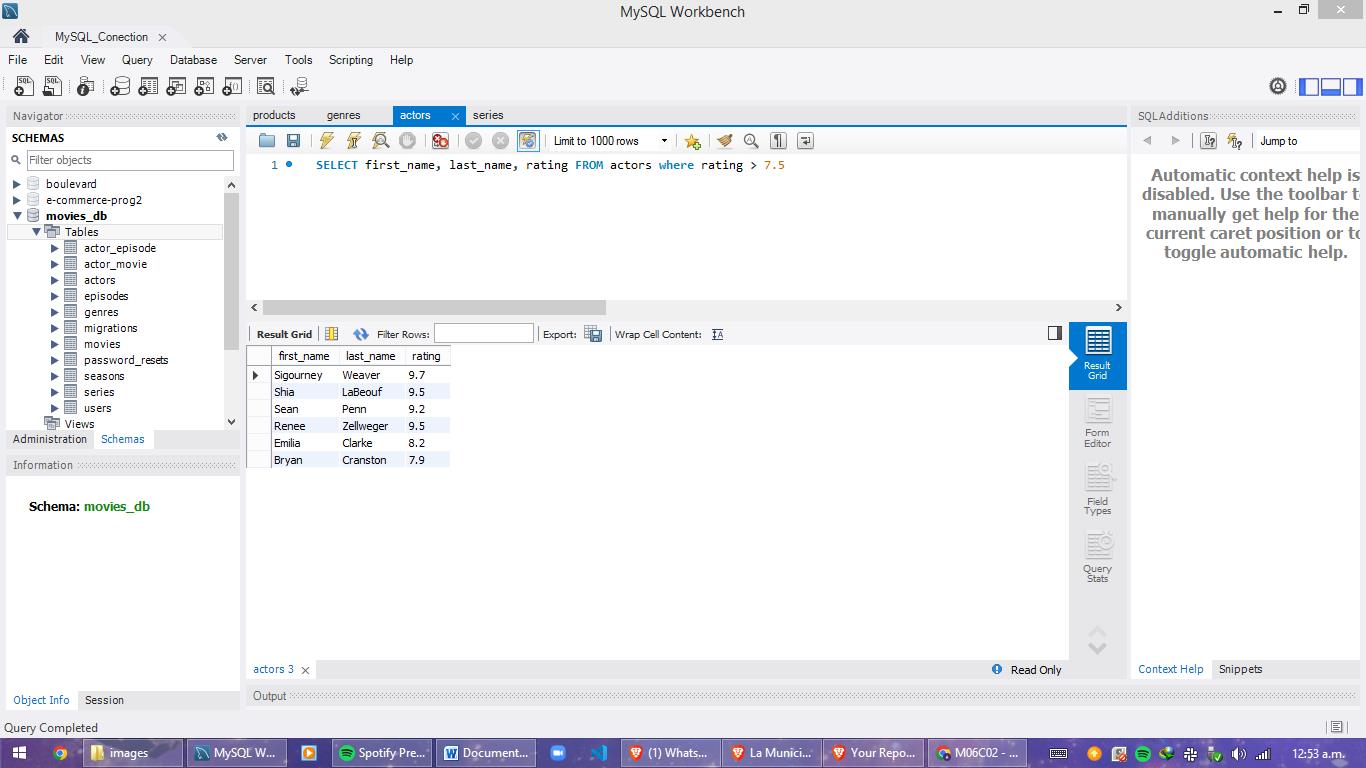 MySQL Workbench
MySQL_Conection
File Edit View Query Database Server Tools Scripting Help
Navigator
SCHEMAS
Filter objects
boulevard
e-commerce-prog2
movies_db
Tables
actor_episode
actor_movie
actors
episodes
genres
migrations
movies
password_resets
seasons
series
users
Views
Administration Schemas
Information
Schema: movies_db
Object Info Session
products genres actors series
Limit to 1000 rows
1 SELECT first_name, last_name, rating FROM actors where rating > 7.5
Result Grid Filter Rows: Export: Wrap Cell Content:
first_name last_name rating
Sigourney Weaver 9.7
Shia LaBeouf 9.5
Sean Penn 9.2
Renee Zellweger 9.5
Emilia Clarke 8.2
Bryan Cranston 7.9
Result
Grid
Form
Editor
Field
Types
Query
Stats
actors 3 Read Only
Output
SQLAdditions
Jump to
Automatic context help is
disabled. Use the toolbar t
manually get help for the
current caret position or to
toggle automatic help.
Context Help Snippets
Query Completed
images MySQL W... Spotify Pre... Document... (1) Whats... La Munici... Your Repo... M06C02 - ... 12:53 a.m.